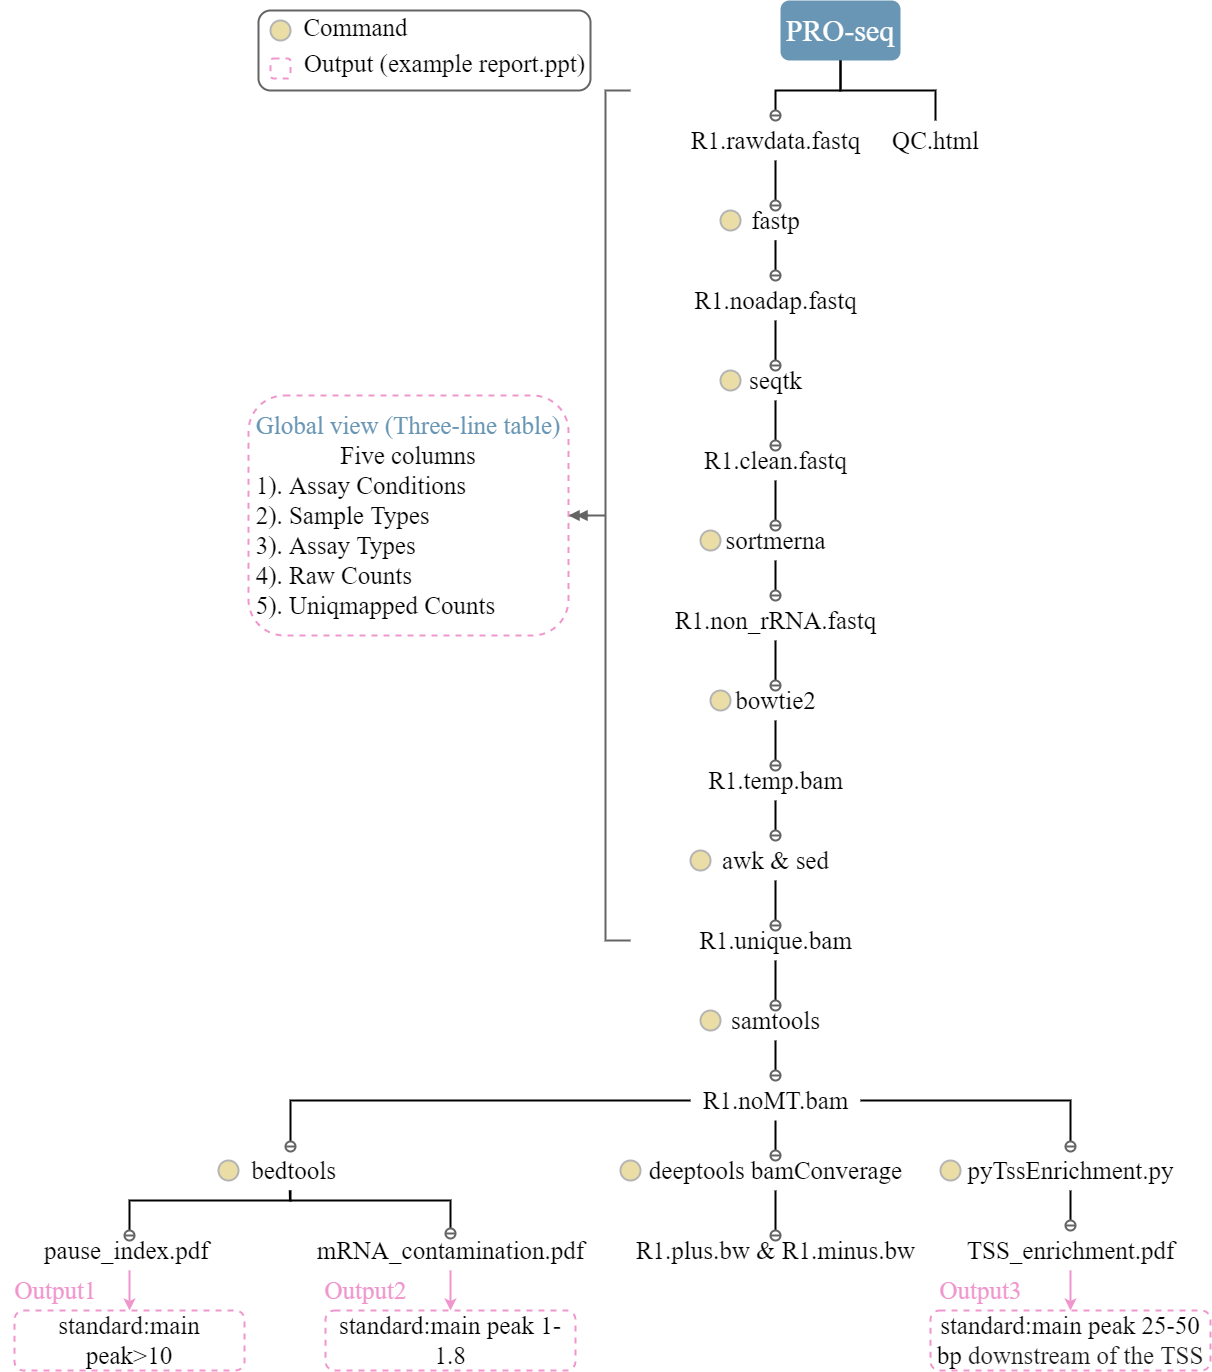 Command
Output (example report.ppt)
PRO-seq
R1.rawdata.fastq
QC.html
fastp
R1.noadap.fastq
seqtk
R1.clean.fastq
sortmerna
R1.non_rRNA.fastq
bowtie2
R1.temp.bam
awk & sed
R1.unique.bam
samtools
R1.noMT.bam
Global view (Three-line table)
Five columns
1). Assay Conditions
2). Sample Types
3). Assay Types
4). Raw Counts
5). Uniqmapped Counts
bedtools
deeptools bamConverage
pyTssEnrichment.py
pause_index.pdf
mRNA_contamination.pdf
R1.plus.bw & R1.minus.bw
TSS_enrichment.pdf
Output1
standard:main
peak>10
Output2
standard:main peak 1-
1.8
Output3
standard:main peak 25-50
bp downstream of the TSS